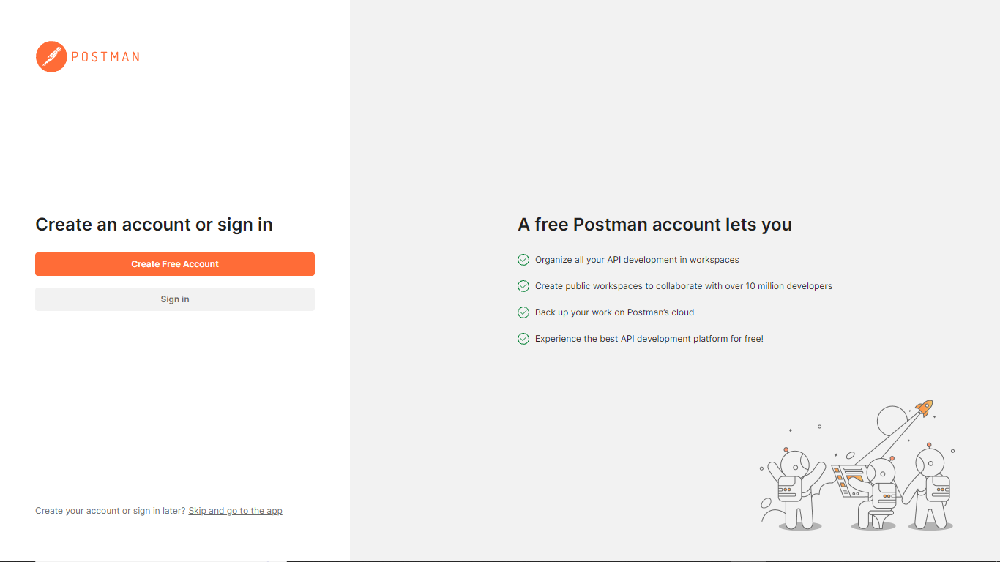 POSTMAN
Create an account or sign in
Create Free Account
Sign in
Create your account or sign in later? Skip and go to the app
A free Postman account lets you
Organize all your API development in workspaces
Create public workspaces to collaborate with over 10 million developers
Back up your work on Postman's cloud
Experience the best API development platform for free!